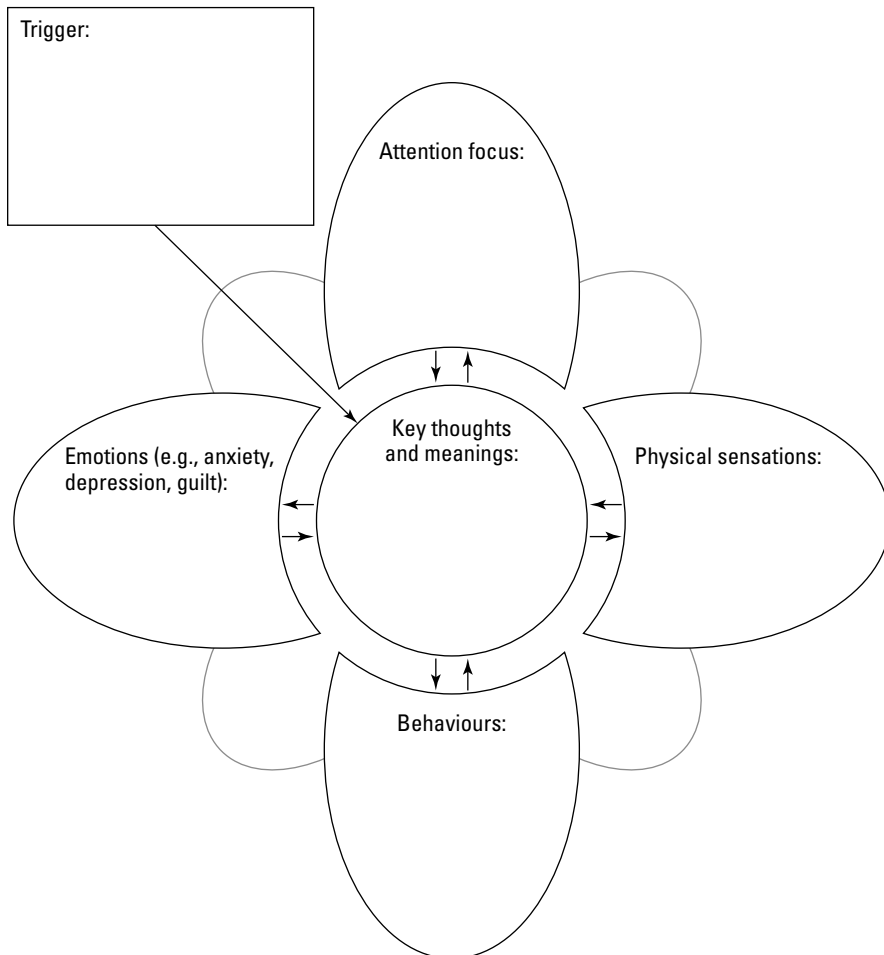 Trigger:
Attention focus:
Key thoughts
and meanings:
Emotions (e.g., anxiety,
depression, guilt):
Physical sensations:
Behaviours: